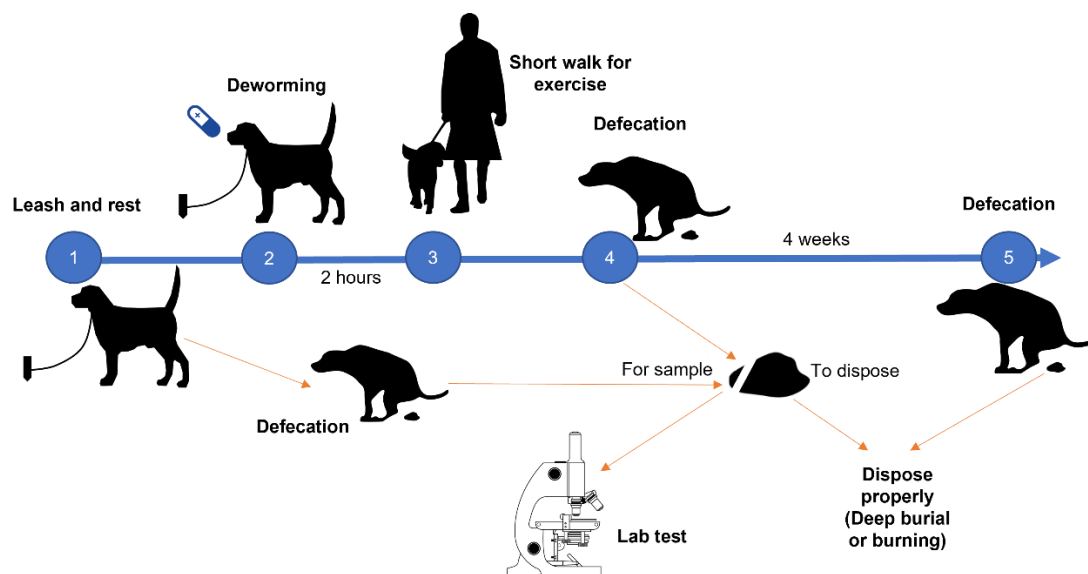 Short walk for
exercise
Deworming
Defecation
Leash and rest
Defecation
1
2
3
4
5
2 hours
4 weeks
For sample
To dispose
Defecation
Dispose
properly
(Deep burial
or burning)
Lab test